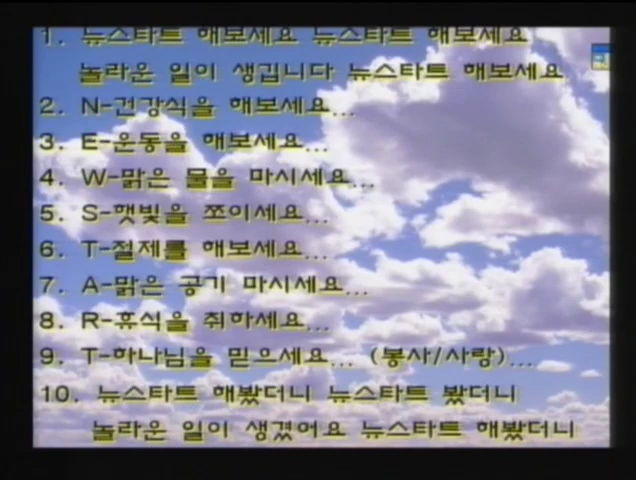 1. 뉴스타트 해보세요 뉴스타트 해보세요
놀라운 일이 생깁니다 뉴스타트 해보세요
2. N-건강식을 해보세요...
3. E-운동을 해보세요...
4. W-맑은 물을 마시세요...
5. S-햇빛을 쪼이세요...
6. T-절제를 해보세요...
7. A-맑은 공기 마시세요...
8. R-휴식을 취하세요...
9. T-하나님을 믿으세요... (봉사/사랑)...
10. 뉴스타트 해봤더니 뉴스타트 봤더니
놀라운 일이 생겼어요 뉴스타트 해봤더니